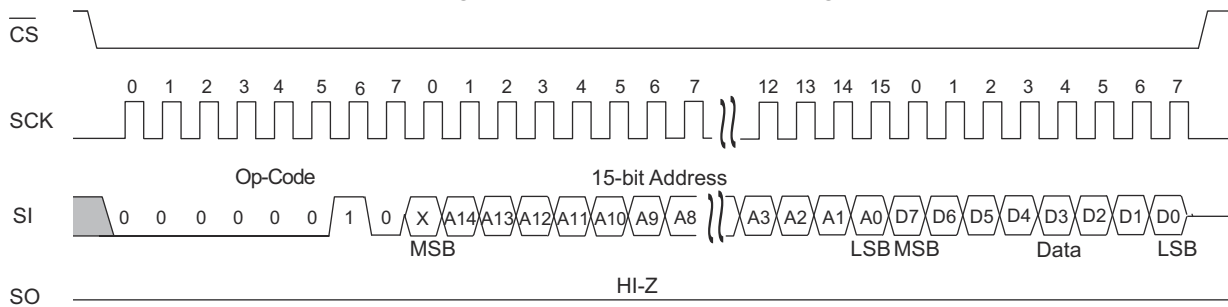 CS
0 1 2 3 4 5 6 7 0 1 2 3 4 5 6 7 12 13 14 15 0 1 2 3 4 5 6 7
SCK
Op-Code 15-bit Address
SI 0 0 0 0 0 0 1 0 X A14 A13 A12 A11 A10 A9 A8 A3 A2 A1 A0 D7 D6 D5 D4 D3 D2 D1 D0
MSB LSB MSB Data LSB
HI-Z
SO